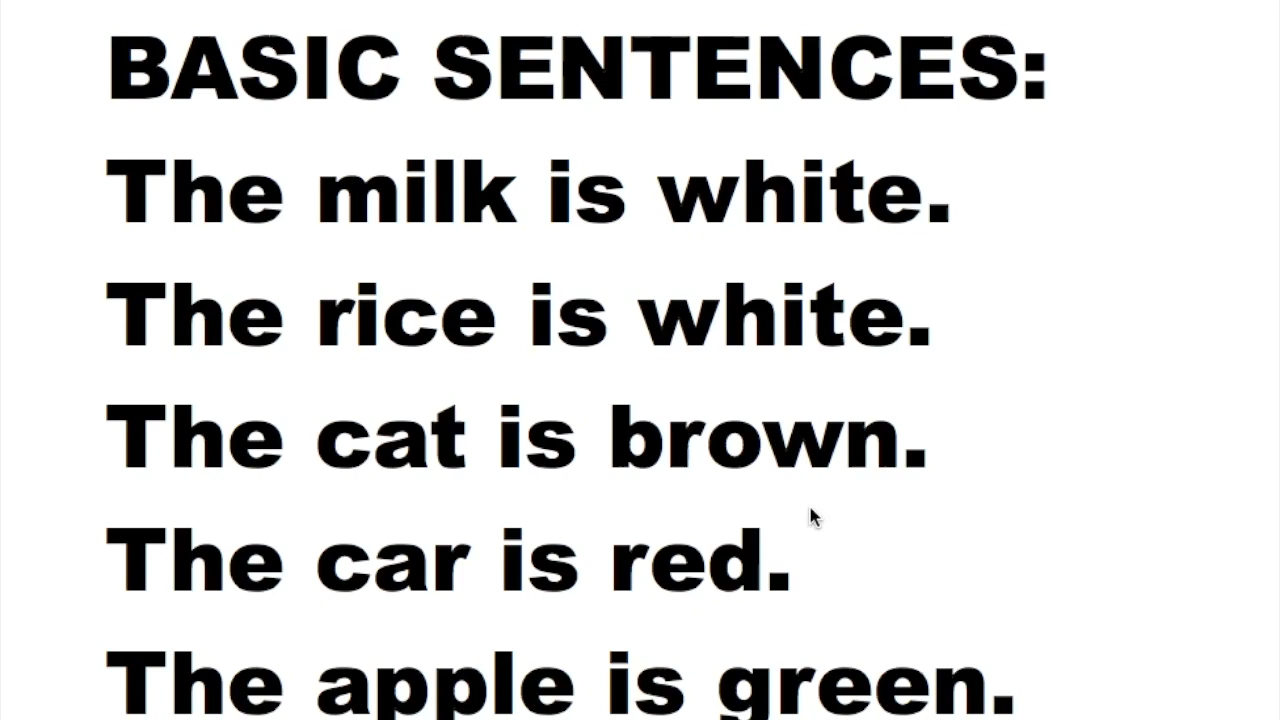 BASIC SENTENCES:
The milk is white.
The rice is white.
The cat is brown.
The car is red.
The apple is green.